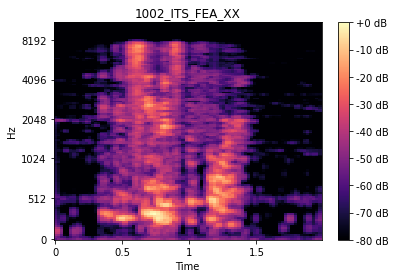 1002_ITS_FEA_XX
8192
4096
2048
1024
512
0
Hz
0
0.5
1
1.5
Time
+0 dB
-10 dB
-20 dB
-30 dB
-40 dB
-50 dB
-60 dB
-70 dB
-80 dB